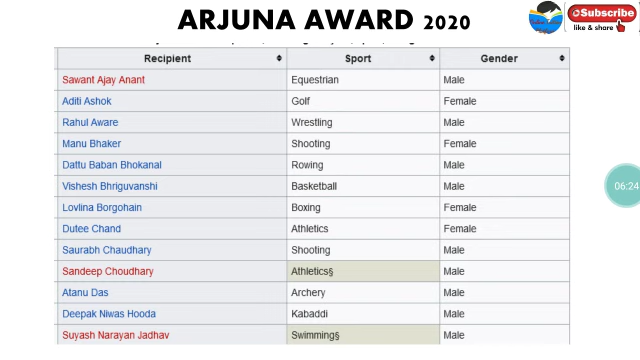 ARJUNA AWARD 2020
Subscribe
like & share
Recipient Sport Gender
Sawant Ajay Anant Equestrian Male
Aditi Ashok Golf Female
Rahul Aware Wrestling Male
Manu Bhaker Shooting Female
Dattu Baban Bhokanal Rowing Male
Vishesh Bhriguvanshi Basketball Male
Lovlina Borgohain Boxing Female
Dutee Chand Athletics Female
Saurabh Chaudhary Shooting Male
Sandeep Choudhary Athletics§ Male
Atanu Das Archery Male
Deepak Niwas Hooda Kabaddi Male
Suyash Narayan Jadhav Swimming§ Male
06:24